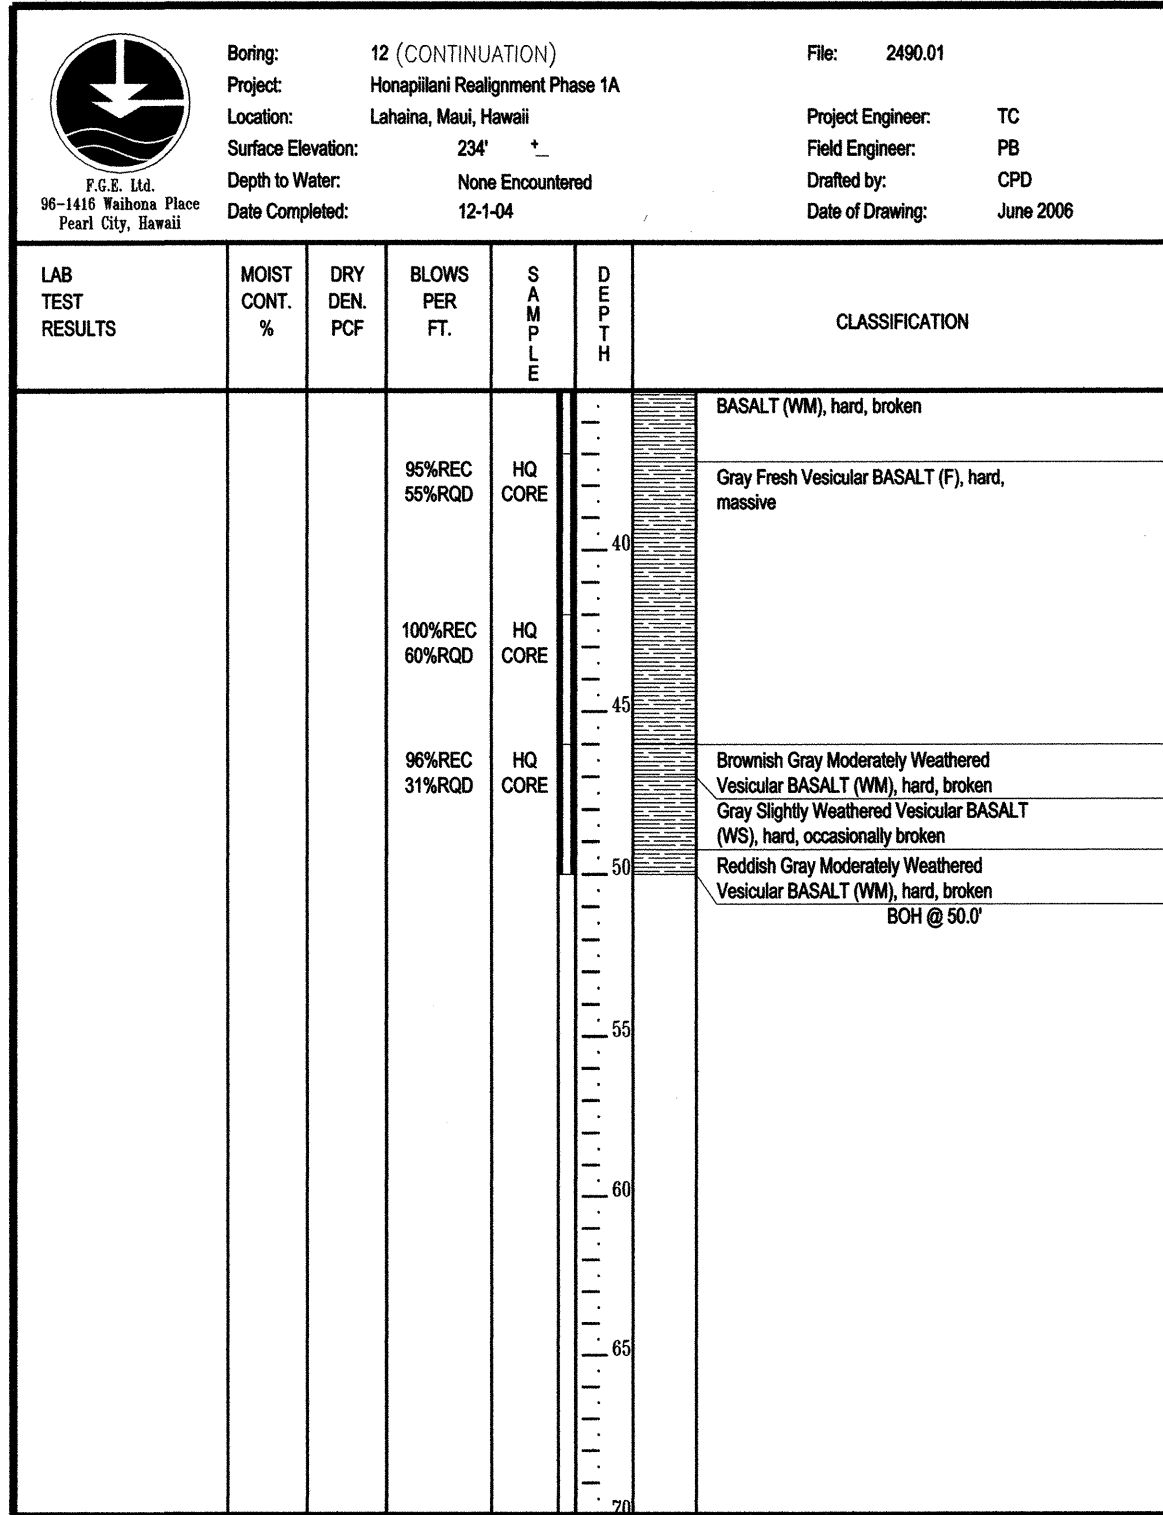 Boring: 12 (CONTINUATION) File: 2490.01
Project: Honapiilani Realignment Phase 1A
Location: Lahaina, Maui, Hawaii Project Engineer: TC
Surface Elevation: 234' +_ Field Engineer: PB
Depth to Water: None Encountered Drafted by: CPD
Date Completed: 12-1-04 Date of Drawing: June 2006
F.G.E. Ltd.
96-1416 Waihona Place
Pearl City, Hawaii
LAB
TEST
RESULTS
MOIST
CONT.
%
DRY
DEN.
PCF
BLOWS
PER
FT.
SAMPLE
DEPTH
CLASSIFICATION
BASALT (WM), hard, broken
95%REC HQ
55%RQD CORE
Gray Fresh Vesicular BASALT (F), hard,
massive
40
100%REC HQ
60%RQD CORE
45
96%REC HQ
31%RQD CORE
Brownish Gray Moderately Weathered
Vesicular BASALT (WM), hard, broken
Gray Slightly Weathered Vesicular BASALT
(WS), hard, occasionally broken
50
Reddish Gray Moderately Weathered
Vesicular BASALT (WM), hard, broken
BOH @ 50.0'
55
60
65
70